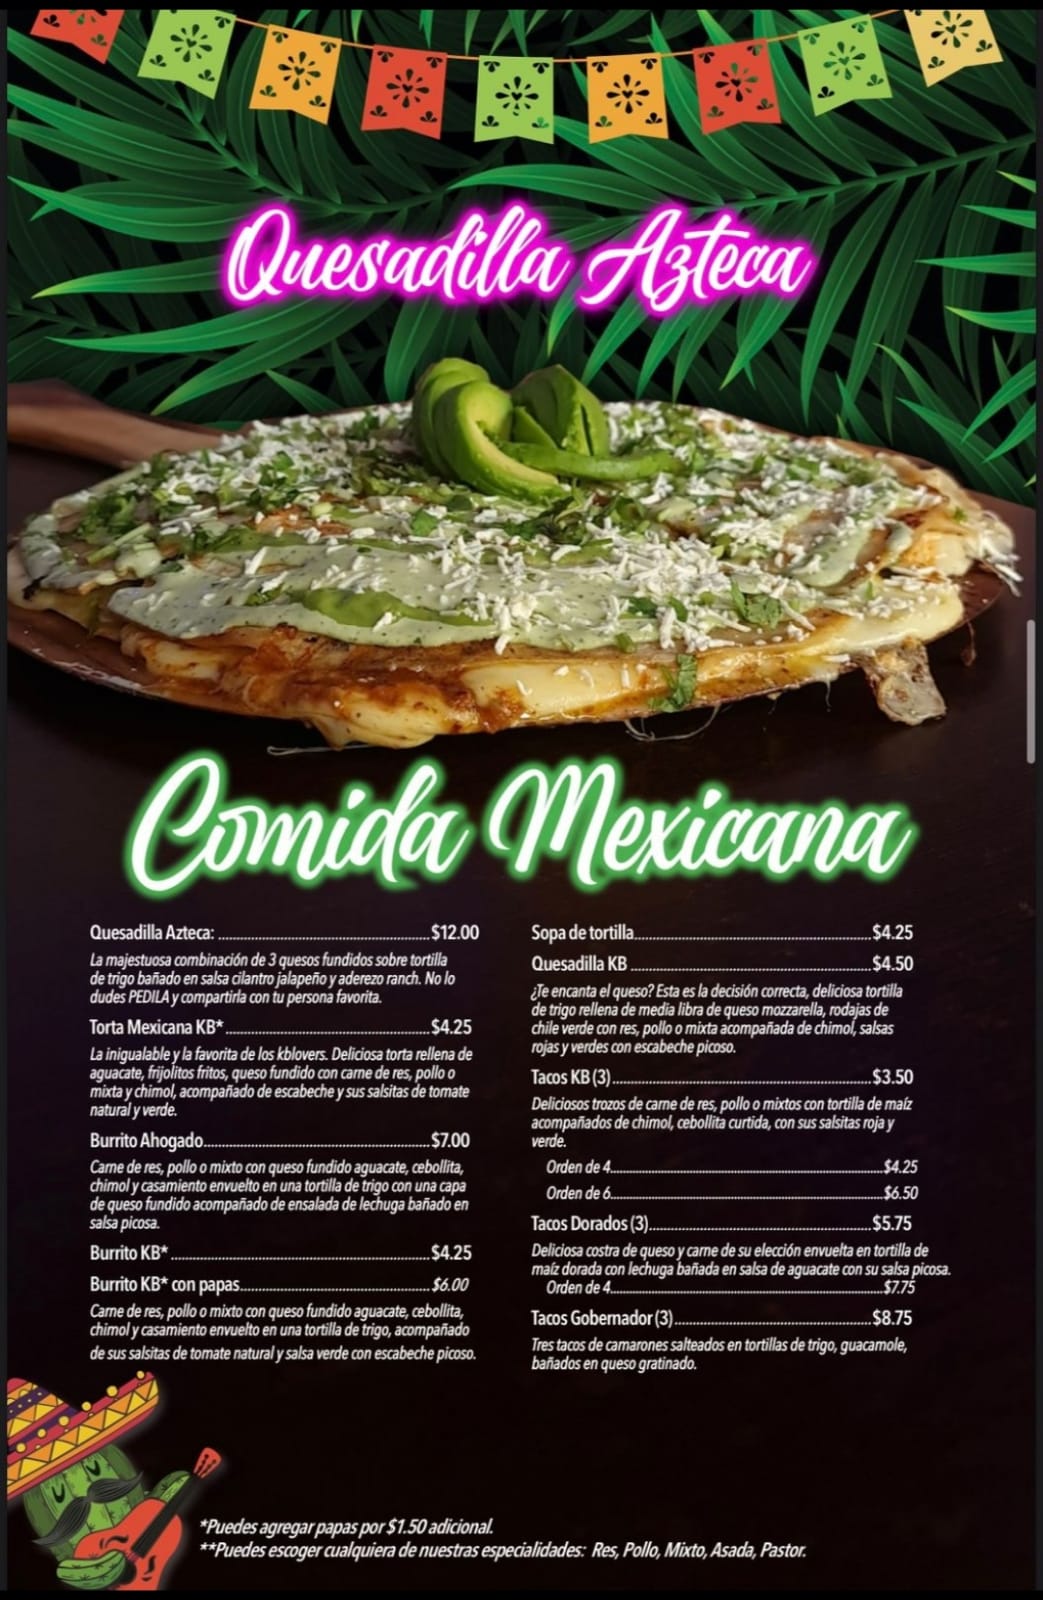 Quesadilla Azteca
Comida Mexicana
Quesadilla Azteca: $12.00
La majestuosa combinación de 3 quesos fundidos sobre tortilla
de trigo bañado en salsa cilantro jalapeño y aderezo ranch. No lo
dudes PEDILA y compartirla con tu persona favorita.
Torta Mexicana KB* $4.25
La inigualable y la favorita de los kblovers. Deliciosa torta rellena de
aguacate, frijolitos fritos, queso fundido con carne de res, pollo o
mixta y chimol, acompañado de escabeche y sus salsitas de tomate
natural y verde.
Burrito Ahogado $7.00
Carne de res, pollo o mixto con queso fundido aguacate, cebollita,
chimol y casamiento envuelto en una tortilla de trigo con una capa
de queso fundido acompañado de ensalada de lechuga bañado en
salsa picosa.
Burrito KB* $4.25
Burrito KB* con papas $6.00
Carne de res, pollo o mixto con queso fundido aguacate, cebollita,
chimol y casamiento envuelto en una tortilla de trigo, acompañado
de sus salsitas de tomate natural y salsa verde con escabeche picoso.
Sopa de tortilla $4.25
Quesadilla KB $4.50
¿Te encanta el queso? Esta es la decisión correcta, deliciosa tortilla
de trigo rellena de media libra de queso mozzarella, rodajas de
chile verde con res, pollo o mixta acompañada de chimol, salsas
rojas y verdes con escabeche picoso.
Tacos KB (3) $3.50
Deliciosos trozos de carne de res, pollo o mixtos con tortilla de maíz
acompañados de chimol, cebollita curtida, con sus salsitas roja y
verde.
Orden de 4 $4.25
Orden de 6 $6.50
Tacos Dorados (3) $5.75
Deliciosa costra de queso y carne de su elección envuelta en tortilla de
maíz dorada con lechuga bañada en salsa de aguacate con su salsa picosa.
Orden de 4 $7.75
Tacos Gobernador (3) $8.75
Tres tacos de camarones salteados en tortillas de trigo, guacamole,
bañados en queso gratinado.
*Puedes agregar papas por $1.50 adicional.
**Puedes escoger cualquiera de nuestras especialidades: Res, Pollo, Mixto, Asada, Pastor.